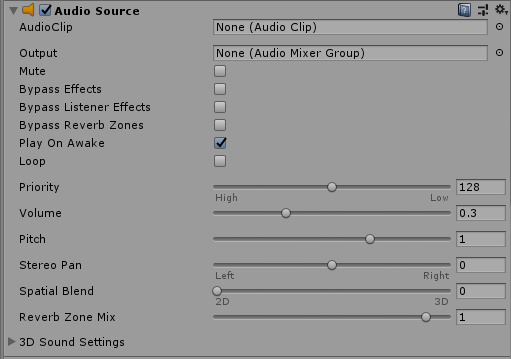 Audio Source
AudioClip None (Audio Clip)
Output None (Audio Mixer Group)
Mute
Bypass Effects
Bypass Listener Effects
Bypass Reverb Zones
Play On Awake
Loop
Priority 128
High Low
Volume 0.3
Pitch 1
Stereo Pan 0
Left Right
Spatial Blend 0
2D 3D
Reverb Zone Mix 1
3D Sound Settings